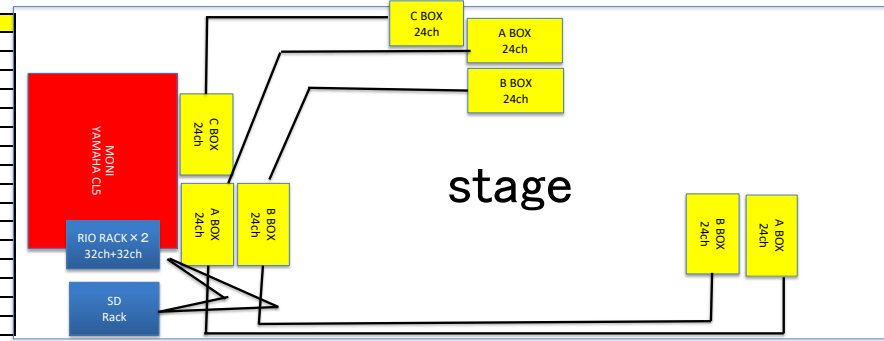 C BOX
24ch
A BOX
24ch
B BOX
24ch
MONI
YAMAHA CL5
C BOX
24ch
A BOX
24ch
B BOX
24ch
stage
B BOX
24ch
A BOX
24ch
RIO RACK×２
32ch+32ch
SD
Rack